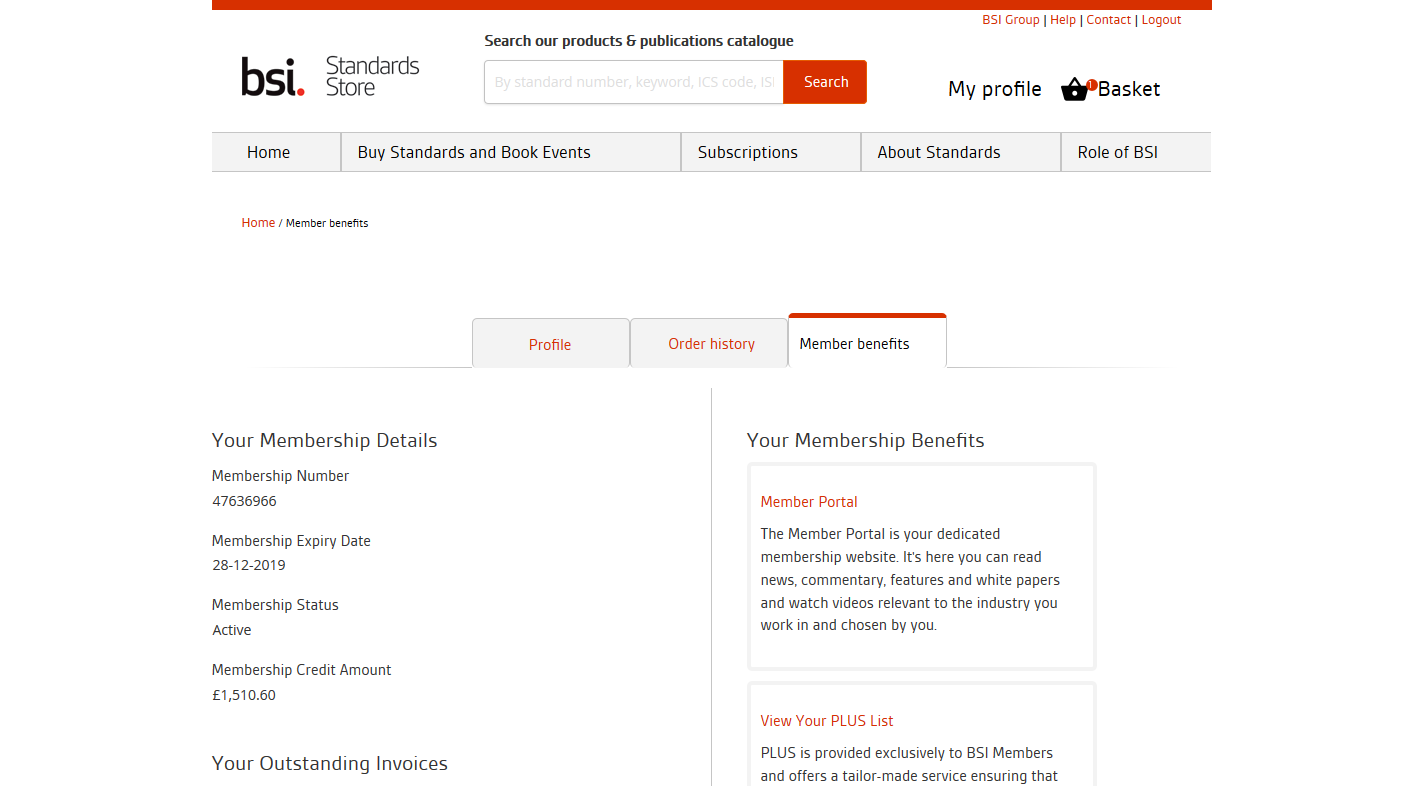 BSI Group | Help | Contact | Logout
Search our products & publications catalogue
bsi.
Standards
Store
By standard number, keyword, ICS code, ISI
Search
My profile
1
Basket
Home
Buy Standards and Book Events
Subscriptions
About Standards
Role of BSI
Home / Member benefits
Profile
Order history
Member benefits
Your Membership Details
Membership Number
47636966
Membership Expiry Date
28-12-2019
Membership Status
Active
Membership Credit Amount
£1,510.60
Your Outstanding Invoices
Your Membership Benefits
Member Portal
The Member Portal is your dedicated
membership website. It's here you can read
news, commentary, features and white papers
and watch videos relevant to the industry you
work in and chosen by you.
View Your PLUS List
PLUS is provided exclusively to BSI Members
and offers a tailor-made service ensuring that